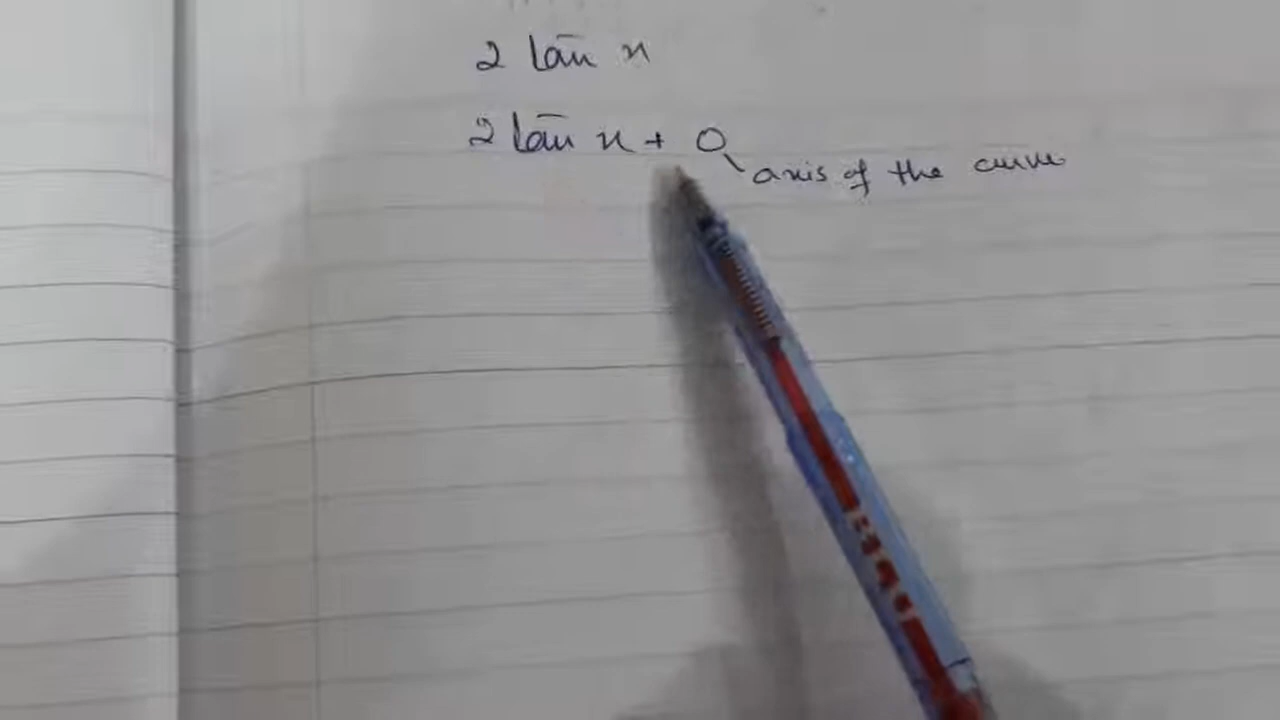 2 tan x
2 tan x + 0
axis of the curve